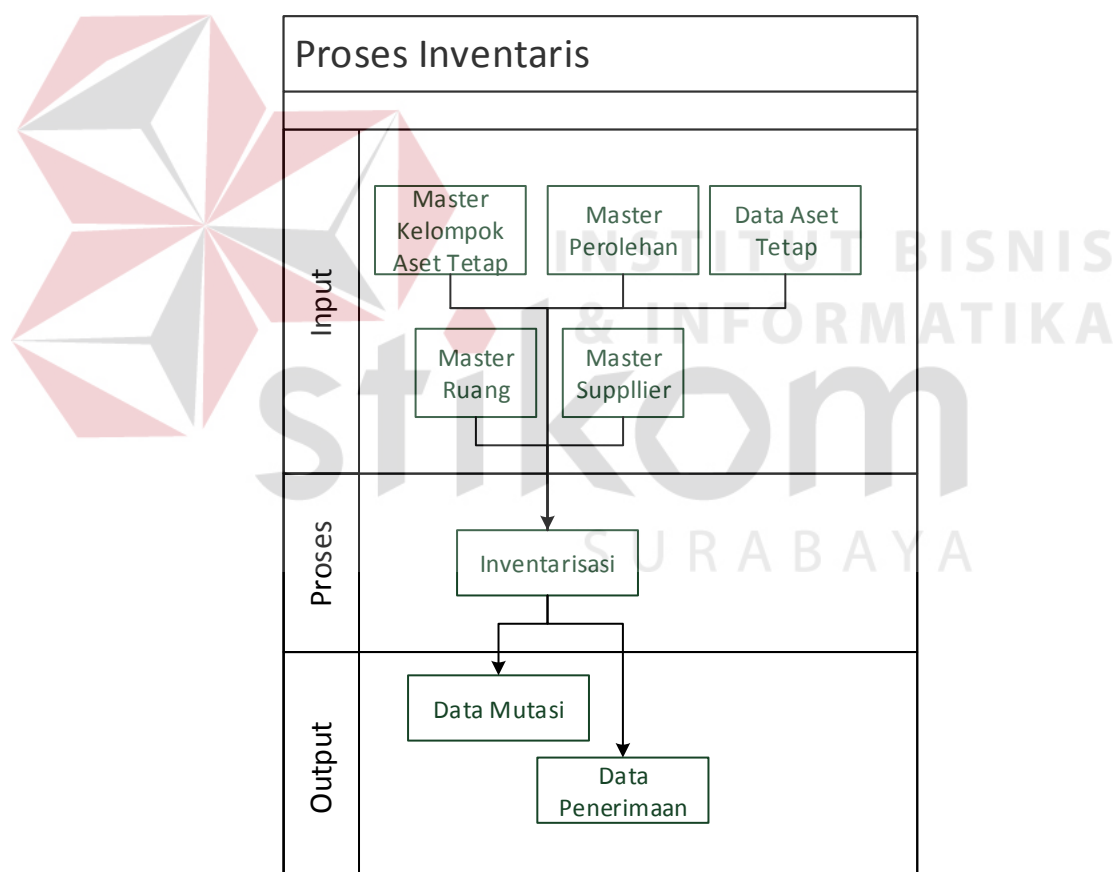 Proses Inventaris
Input
Master
Kelompok
Aset Tetap
Master
Perolehan
Data Aset
Tetap
Master
Ruang
Master
Suppllier
Proses
Inventarisasi
Output
Data Mutasi
Data
Penerimaan
INSTITUT BISNIS
& INFORMATIKA
stikom
SURABAYA